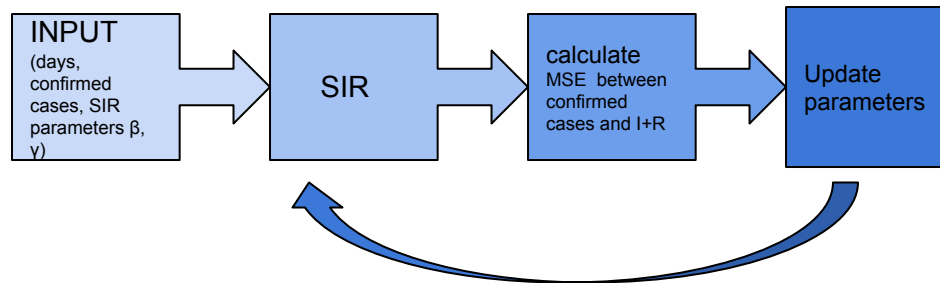 INPUT
(days,
confirmed
cases, SIR
parameters β,
γ)
SIR
calculate
MSE between
confirmed
cases and I+R
Update
parameters